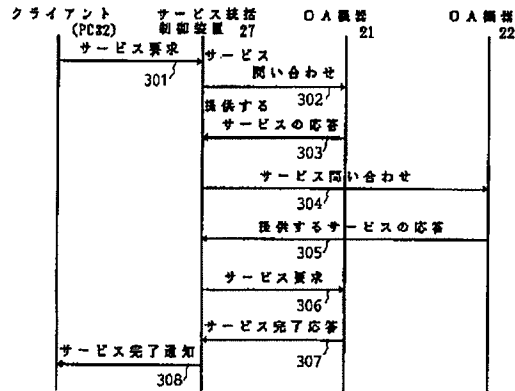 クライアント
(PC32)
サービス統括
制御装置 27
OA機器
21
OA機器
22
サービス要求
301
サービス
問い合わせ
302
提供する
サービスの応答
303
サービス問い合わせ
304
提供するサービスの応答
305
サービス要求
306
サービス完了応答
307
サービス完了通知
308